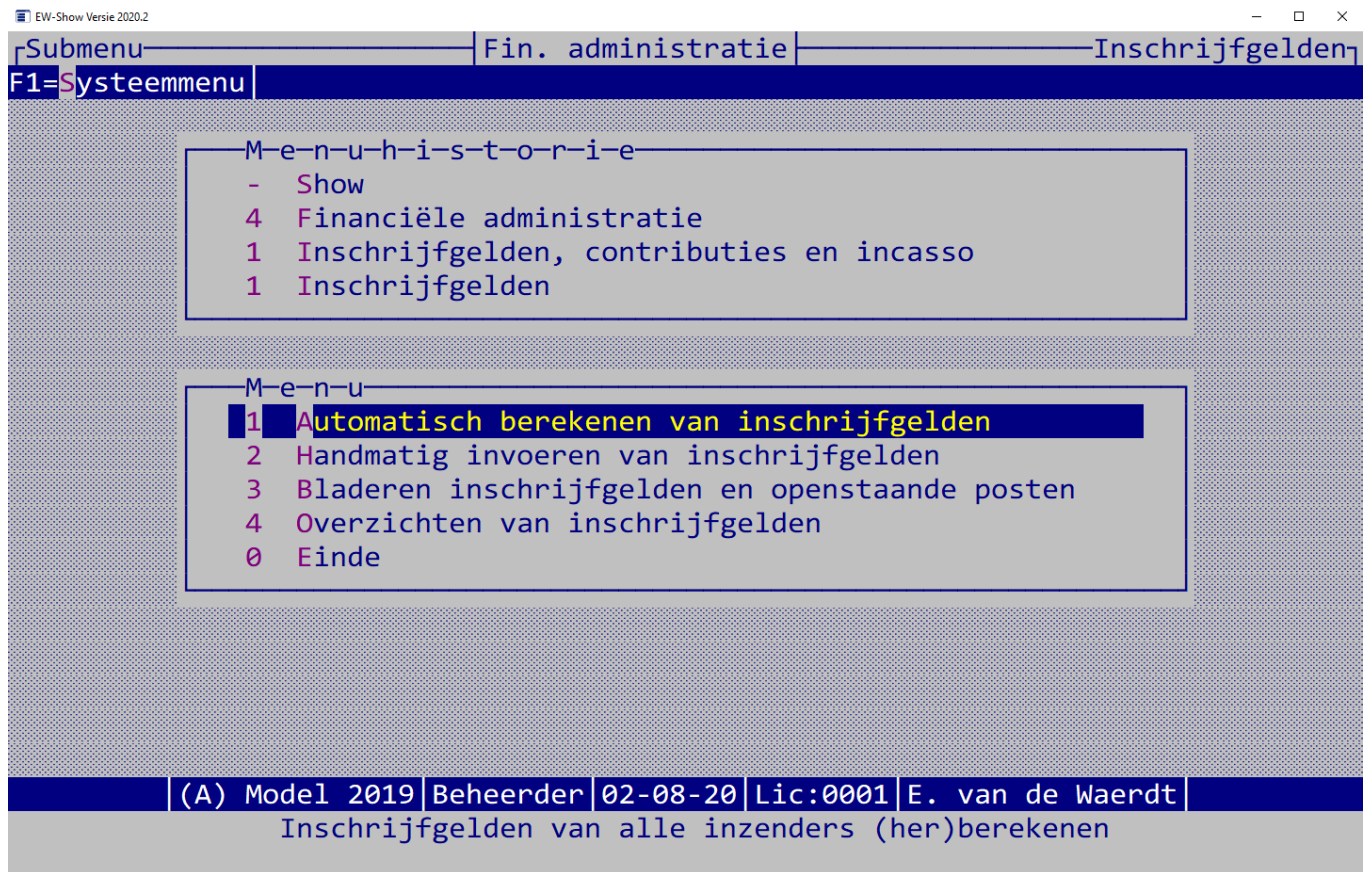 EW-Show Versie 2020.2
Submenu Fin. administratie Inschrijfgelden
F1=Systeemmenu
Menuhistorie
- Show
4 Financiële administratie
1 Inschrijfgelden, contributies en incasso
1 Inschrijfgelden
Menu
1 Automatisch berekenen van inschrijfgelden
2 Handmatig invoeren van inschrijfgelden
3 Bladeren inschrijfgelden en openstaande posten
4 Overzichten van inschrijfgelden
0 Einde
(A) Model 2019 Beheerder 02-08-20 Lic:0001 E. van de Waerdt
Inschrijfgelden van alle inzenders (her)berekenen